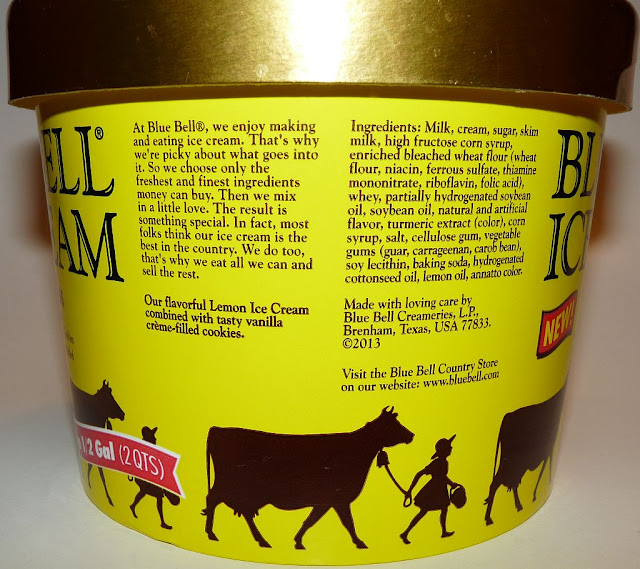 ELL®
AM
At Blue Bell®, we enjoy making
and eating ice cream. That's why
we're picky about what goes into
it. So we choose only the
freshest and finest ingredients
money can buy. Then we mix
in a little love. The result is
something special. In fact, most
folks think our ice cream is the
best in the country. We do too,
that's why we eat all we can and
sell the rest.
Our flavorful Lemon Ice Cream
combined with tasty vanilla
crème-filled cookies.
Ingredients: Milk, cream, sugar, skim
milk, high fructose corn syrup,
enriched bleached wheat flour (wheat
flour, niacin, ferrous sulfate, thiamine
mononitrate, riboflavin, folic acid),
whey, partially hydrogenated soybean
oil, soybean oil, natural and artificial
flavor, turmeric extract (color), corn
syrup, salt, cellulose gum, vegetable
gums (guar, carrageenan, carob bean),
soy lecithin, baking soda, hydrogenated
cottonseed oil, lemon oil, annatto color.
Made with loving care by
Blue Bell Creameries, L.P.,
Brenham, Texas, USA 77833.
©2013
Visit the Blue Bell Country Store
on our website: www.bluebell.com
BL
IC
NEW!
1/2 Gal (2 QTS)